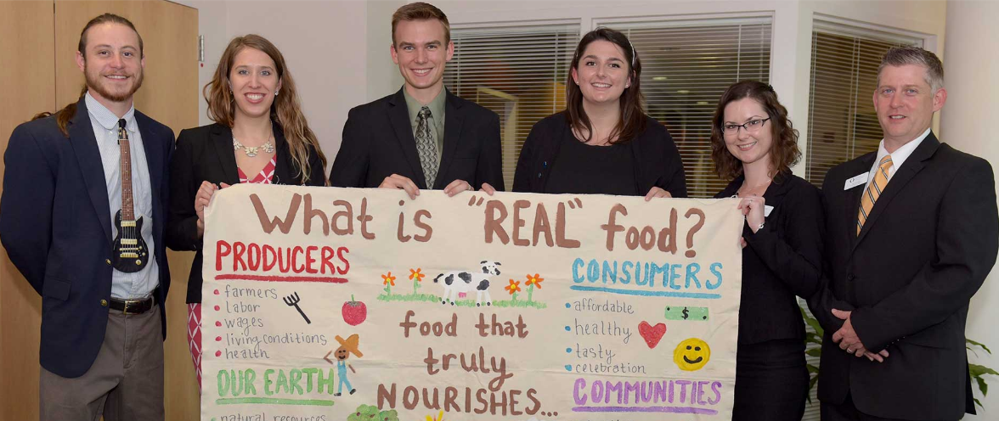 What is "REAL" food?
PRODUCERS
• farmers
• labor
• wages
• living conditions
• health
OUR EARTH
natural resources
food that
truly
NOURISHES...
CONSUMERS
• affordable
$
• healthy
• tasty
• celebration
COMMUNITIES